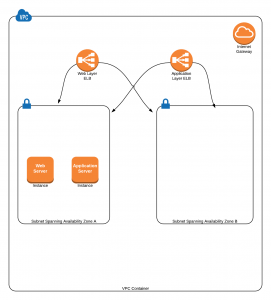 VPC
Internet
Gateway
Web Layer
ELB
Application
Layer ELB
Web
Server
Instance
Application
Server
Instance
Subnet Spanning Availability Zone A
Subnet Spanning Availability Zone B
VPC Container